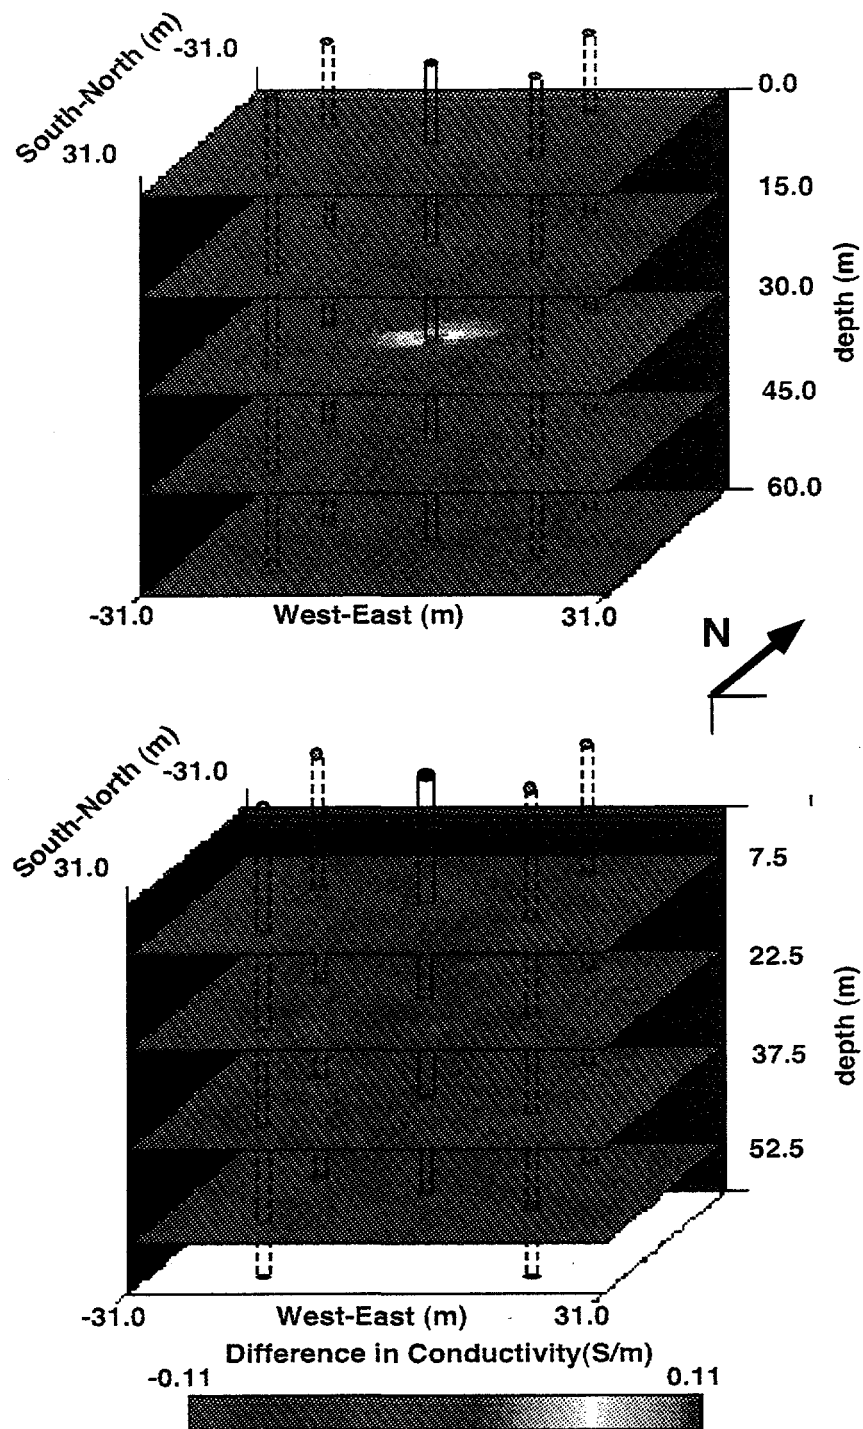 South-North (m)
-31.0
31.0
0.0
15.0
30.0
45.0
60.0
depth (m)
-31.0
West-East (m)
31.0
N
South-North (m)
-31.0
31.0
7.5
22.5
37.5
52.5
depth (m)
-31.0
West-East (m)
31.0
Difference in Conductivity(S/m)
-0.11
0.11